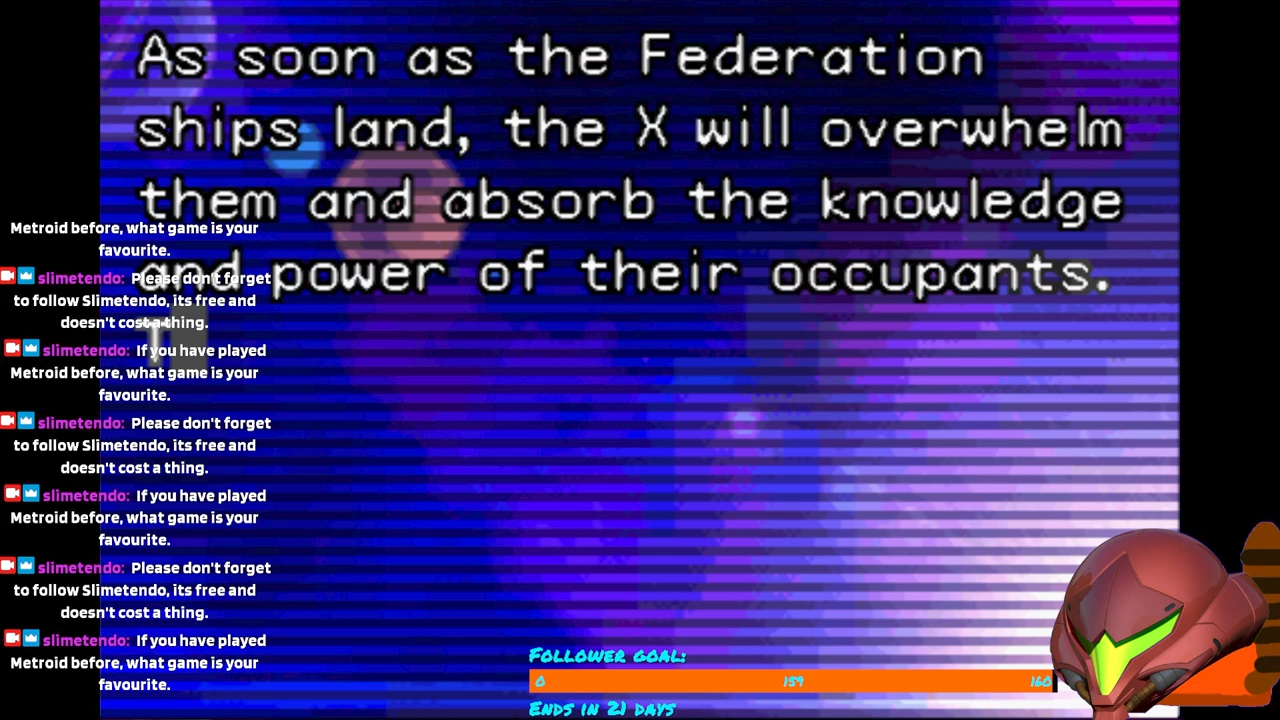 As soon as the Federation
ships land, the X will overwhelm
them and absorb the knowledge
and power of their occupants.
T
Metroid before, what game is your
favourite.
slimetendo: Please don't forget
to follow Slimetendo, its free and
doesn't cost a thing.
slimetendo: If you have played
Metroid before, what game is your
favourite.
slimetendo: Please don't forget
to follow Slimetendo, its free and
doesn't cost a thing.
slimetendo: If you have played
Metroid before, what game is your
favourite.
slimetendo: Please don't forget
to follow Slimetendo, its free and
doesn't cost a thing.
slimetendo: If you have played
Metroid before, what game is your
favourite.
Follower goal:
0 159 160
Ends in 21 days